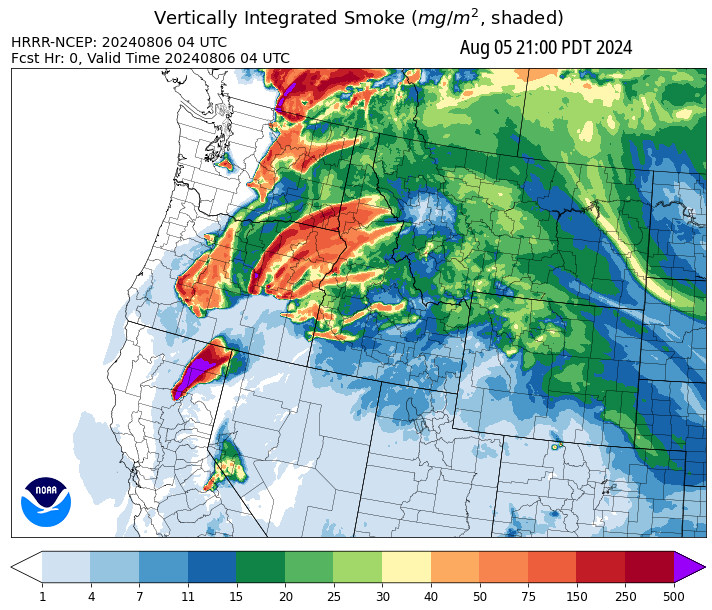 Vertically Integrated Smoke (mg/m², shaded)
HRRR-NCEP: 20240806 04 UTC
Fcst Hr: 0, Valid Time 20240806 04 UTC
Aug 05 21:00 PDT 2024
NOAA
1 4 7 11 15 20 25 30 40 50 75 150 250 500